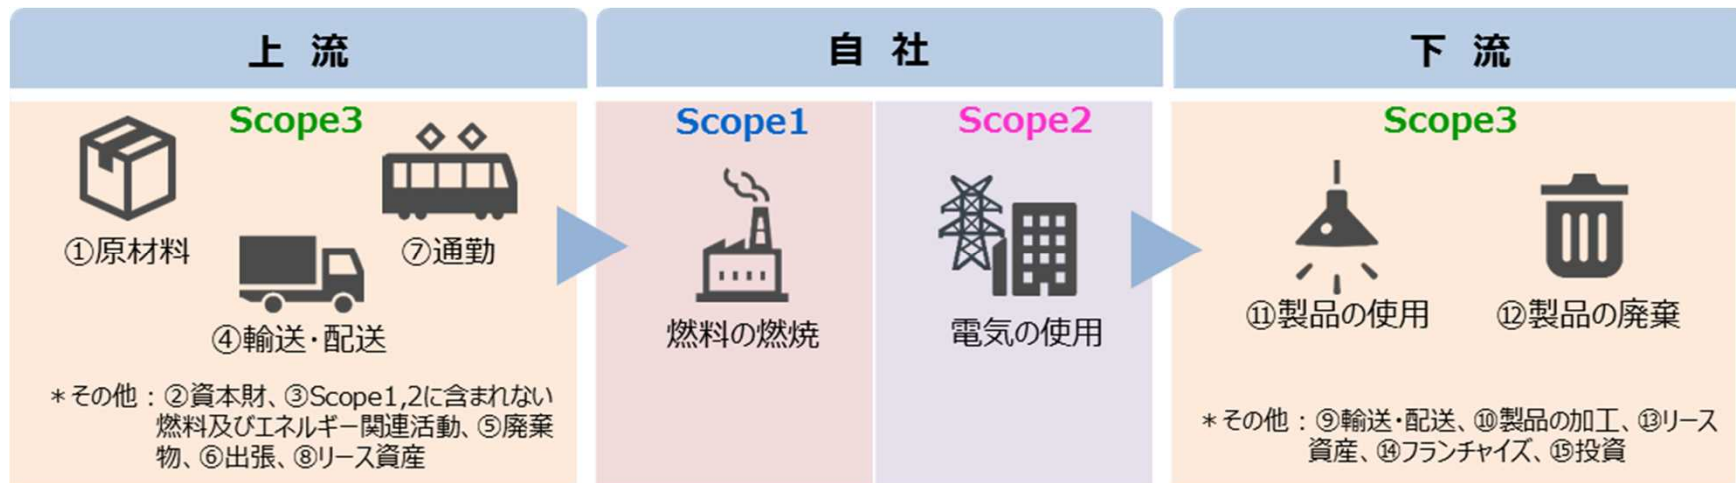 上 流
Scope3
①原材料
⑦通勤
④輸送・配送
＊その他：②資本財、③Scope1,2に含まれない
燃料及びエネルギー関連活動、⑤廃棄
物、⑥出張、⑧リース資産
自 社
Scope1
燃料の燃焼
Scope2
電気の使用
下 流
Scope3
⑪製品の使用
⑫製品の廃棄
＊その他：⑨輸送・配送、⑩製品の加工、⑬リース
資産、⑭フランチャイズ、⑮投資